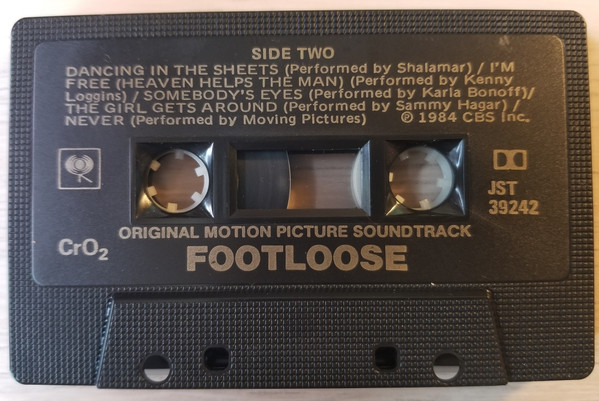 SIDE TWO
DANCING IN THE SHEETS (Performed by Shalamar) / I'M
FREE (HEAVEN HELPS THE MAN) (Performed by Kenny
Loggins) / SOMEBODY'S EYES (Performed by Karla Bonoff)/
THE GIRL GETS AROUND (Performed by Sammy Hagar) /
NEVER (Performed by Moving Pictures) ℗ 1984 CBS Inc.
JST
39242
ORIGINAL MOTION PICTURE SOUNDTRACK
CrO₂
FOOTLOOSE